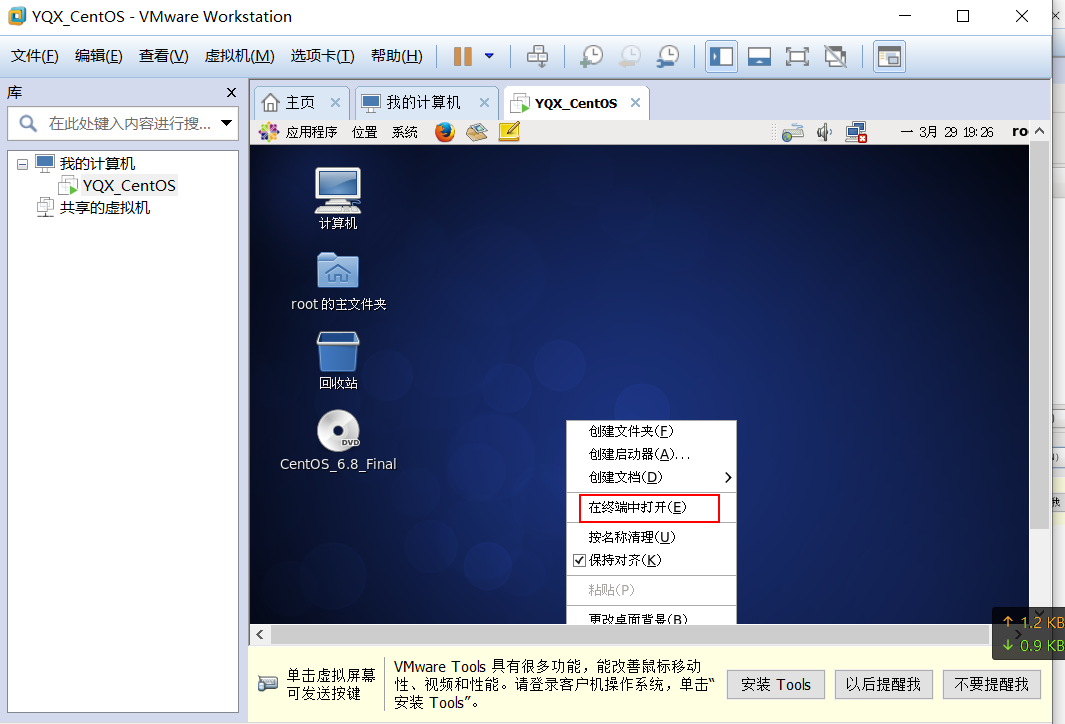 YQX_CentOS - VMware Workstation
文件(F) 编辑(E) 查看(V) 虚拟机(M) 选项卡(T) 帮助(H)
库
在此处键入内容进行搜...
我的计算机
YQX_CentOS
共享的虚拟机
主页 我的计算机 YQX_CentOS
应用程序 位置 系统 一 3月 29 19:26 ro
计算机
root 的主文件夹
回收站
DVD
CentOS_6.8_Final
创建文件夹(F)
创建启动器(A)...
创建文档(D)
在终端中打开(E)
按名称清理(U)
保持对齐(K)
粘贴(P)
更改桌面背景(B)
↑ 1.2 KB
↓ 0.9 KB
单击虚拟屏幕
可发送按键
VMware Tools 具有很多功能，能改善鼠标移动
性、视频和性能。请登录客户机操作系统，单击“
安装 Tools”。
安装 Tools 以后提醒我 不要提醒我